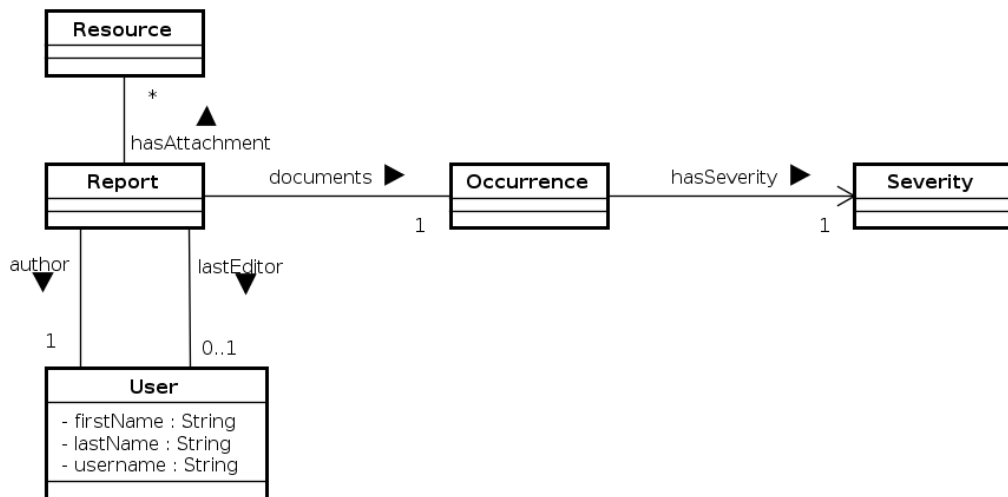 Resource
*
hasAttachment
Report
documents
1
Occurrence
hasSeverity
1
Severity
author
lastEditor
1
0..1
User
- firstName : String
- lastName : String
- username : String